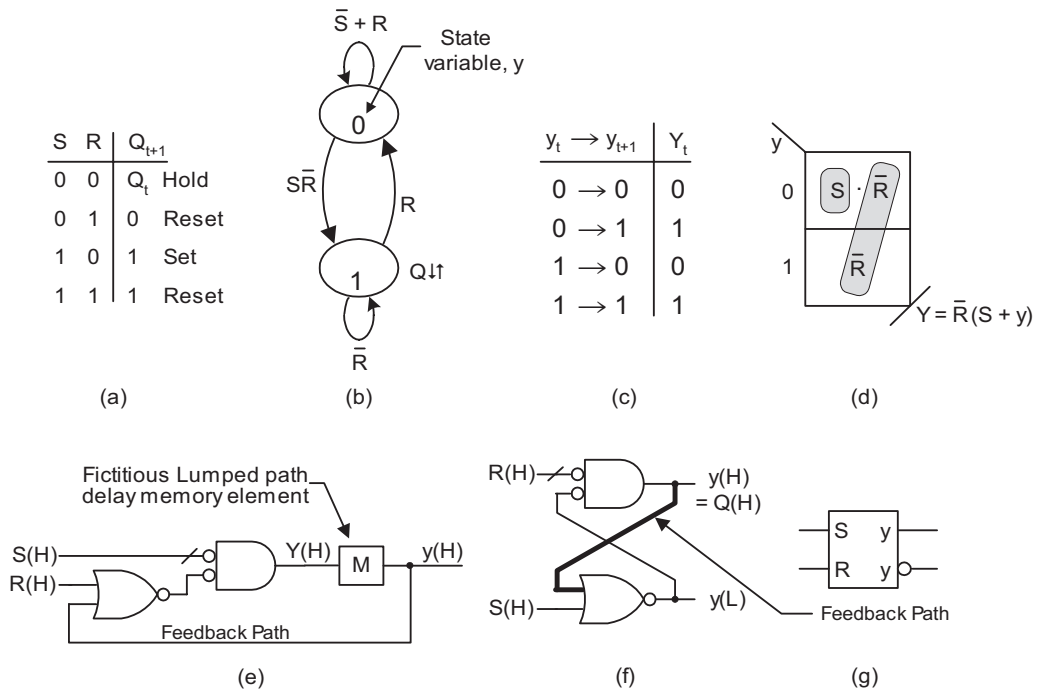 S R Q_{t+1}
0 0 Q_t Hold
0 1 0 Reset
1 0 1 Set
1 1 1 Reset
(a)
S̄ + R
State
variable, y
0
SR̄
R
1
Q↓↑
R̄
(b)
y_t → y_{t+1} Y_t
0 → 0 0
0 → 1 1
1 → 0 0
1 → 1 1
(c)
y
0
S · R̄
1
R̄
Y = R̄(S + y)
(d)
Fictitious Lumped path
delay memory element
S(H)
R(H)
Y(H)
M
y(H)
Feedback Path
(e)
R(H)
y(H)
= Q(H)
S(H)
y(L)
Feedback Path
(f)
S y
R y
(g)